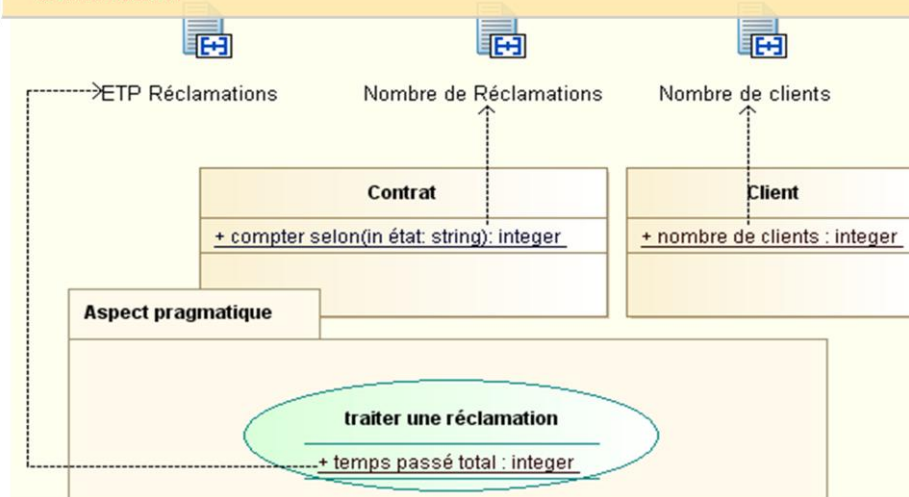 ETP Réclamations
Nombre de Réclamations
Nombre de clients
Contrat
Client
+ compter selon(in état: string): integer
+ nombre de clients : integer
Aspect pragmatique
traiter une réclamation
+ temps passé total : integer